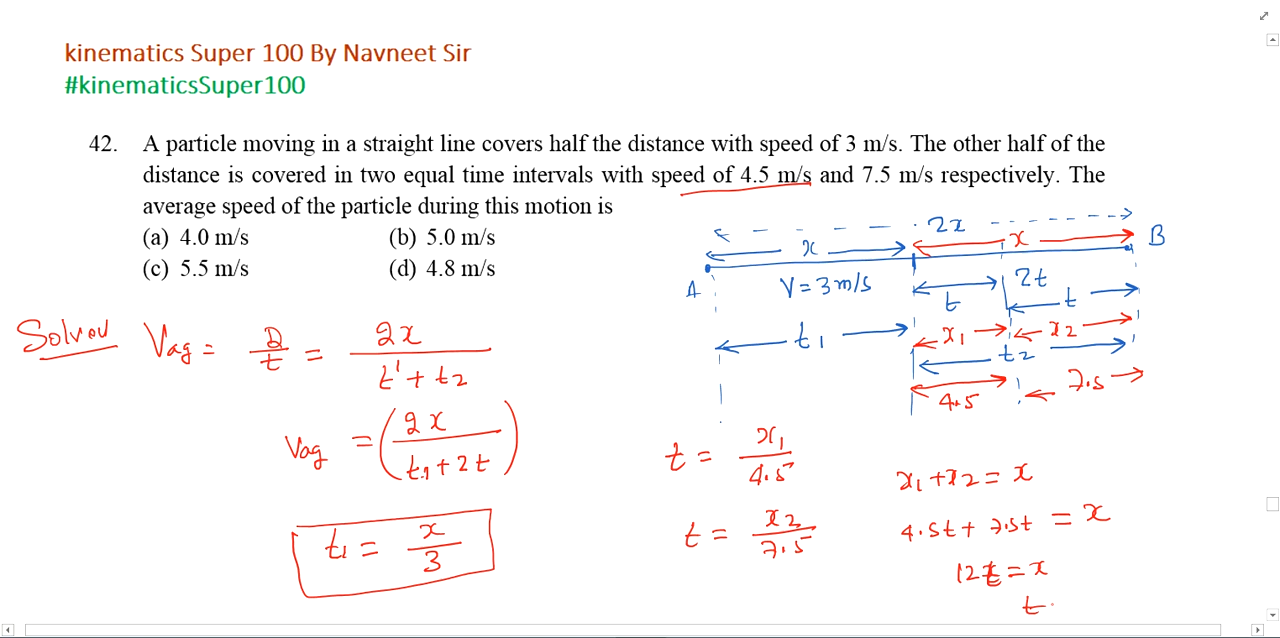 kinematics Super 100 By Navneet Sir
#kinematicsSuper100
42. A particle moving in a straight line covers half the distance with speed of 3 m/s. The other half of the
distance is covered in two equal time intervals with speed of 4.5 m/s and 7.5 m/s respectively. The
average speed of the particle during this motion is
(a) 4.0 m/s (b) 5.0 m/s
(c) 5.5 m/s (d) 4.8 m/s
2x
x x
A B
V = 3m/s
t 2t t
t1
x1 x2
t2
4.5 7.5
Vag = D/t = 2x/(t' + t2)
Vag = (2x/(t1 + 2t))
t1 = x/3
t = x1/4.5
t = x2/7.5
x1 + x2 = x
4.5t + 7.5t = x
12t = x
t